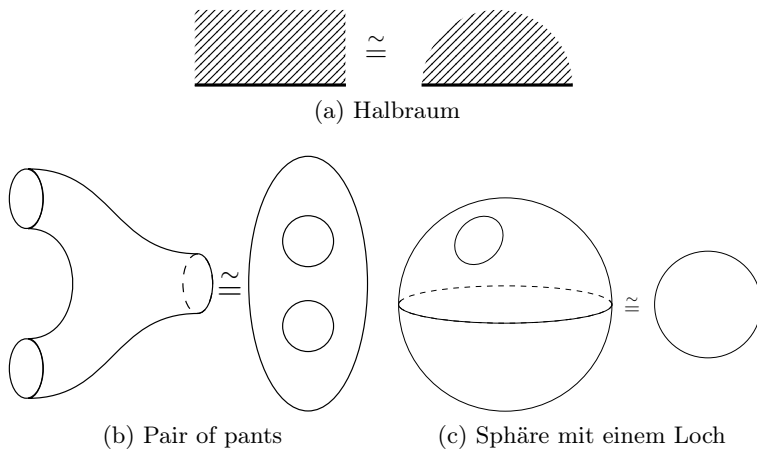 ≅
(a) Halbraum
≅
≅
(b) Pair of pants
(c) Sphäre mit einem Loch